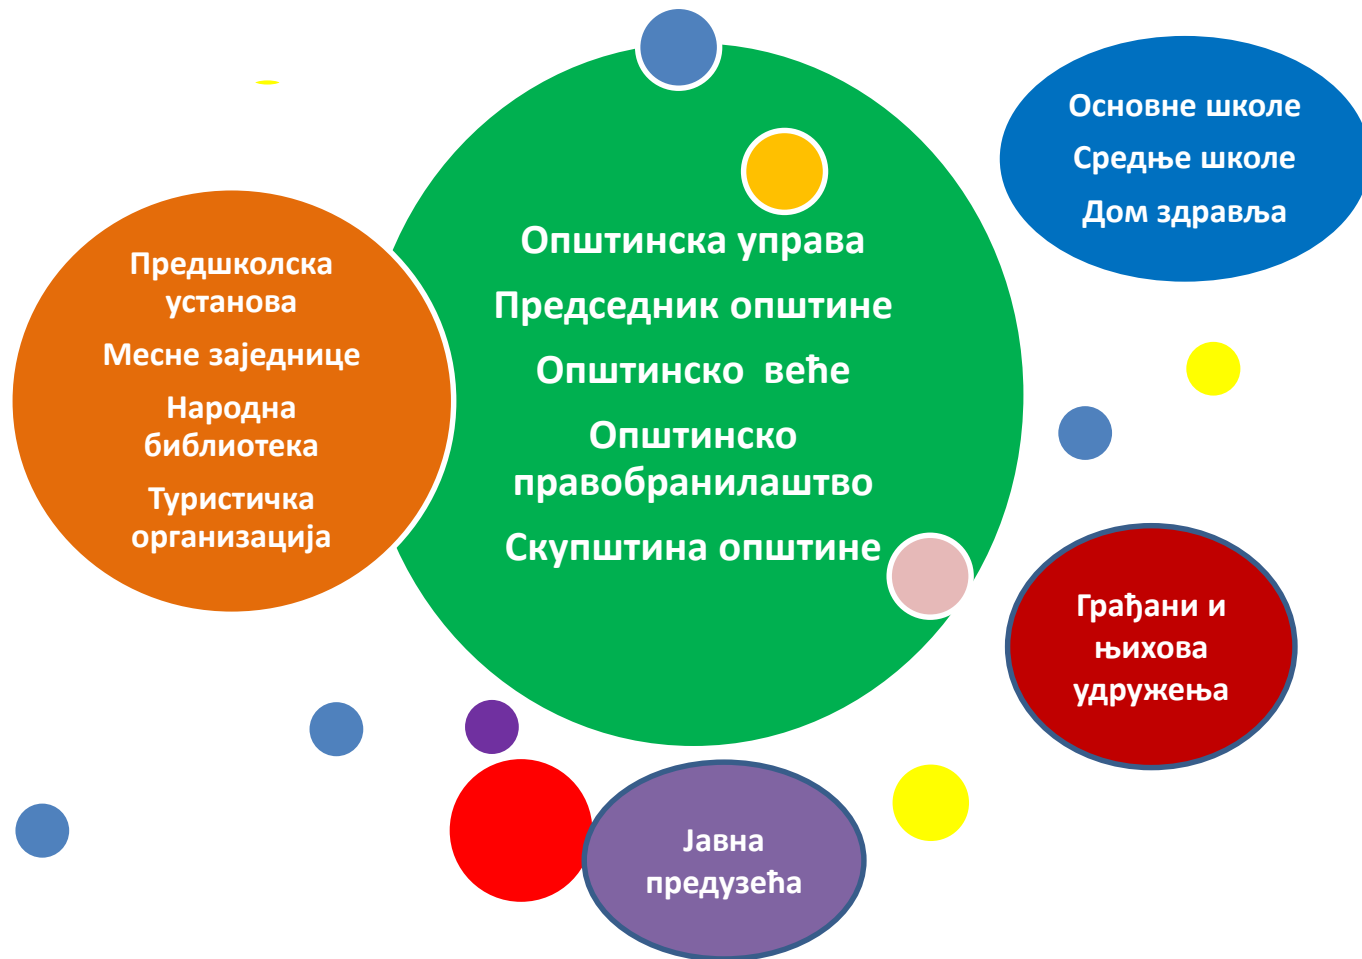 Основне школе
Средње школе
Дом здравља
Општинска управа
Председник општине
Општинско веће
Општинско
правобранилаштво
Скупштина општине
Предшколска
установа
Месне заједнице
Народна
библиотека
Туристичка
организација
Грађани и
њихова
удружења
Јавна
предузећа